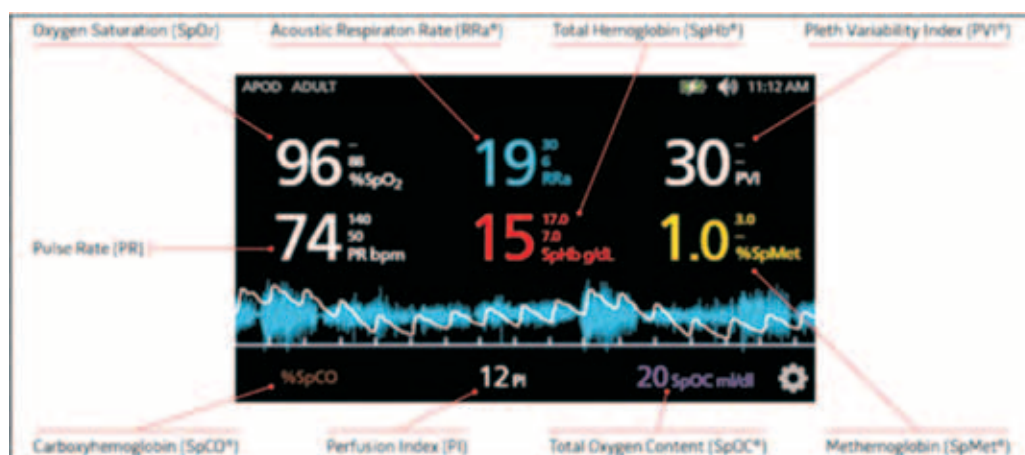 Oxygen Saturation (SpO₂) Acoustic Respiraton Rate (RRa®) Total Hemoglobin (SpHb®) Pleth Variability Index (PVI®)
APOD ADULT 11:12 AM
96 – 88 %SpO₂
19 30 6 RRa
30 – – PVI
Pulse Rate (PR)
74 140 50 PR bpm
15 17.0 7.0 SpHb g/dL
1.0 3.0 – %SpMet
%SpCO 12 PI 20 SpOC ml/dl
Carboxyhemoglobin (SpCO®) Perfusion Index (PI) Total Oxygen Content (SpOC®) Methemoglobin (SpMet®)